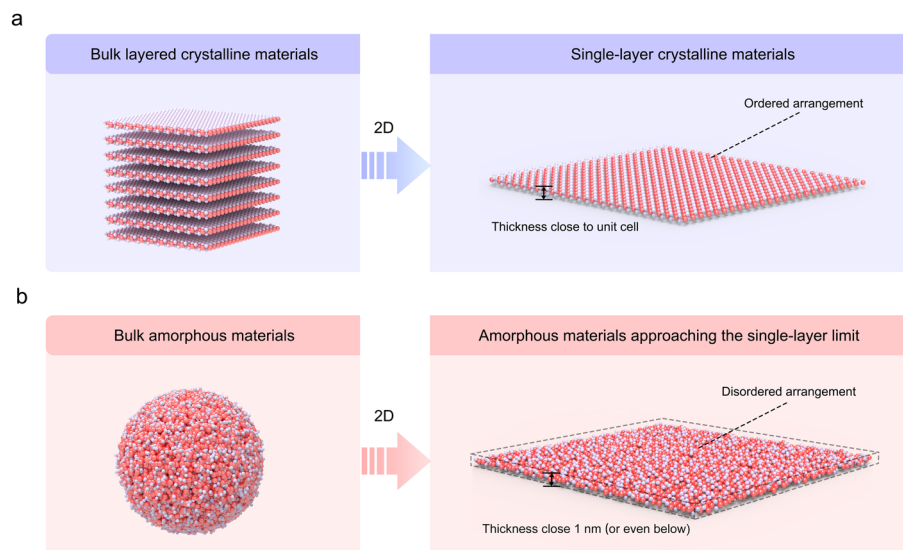 a
Bulk layered crystalline materials
2D
Single-layer crystalline materials
Ordered arrangement
Thickness close to unit cell
b
Bulk amorphous materials
2D
Amorphous materials approaching the single-layer limit
Disordered arrangement
Thickness close 1 nm (or even below)